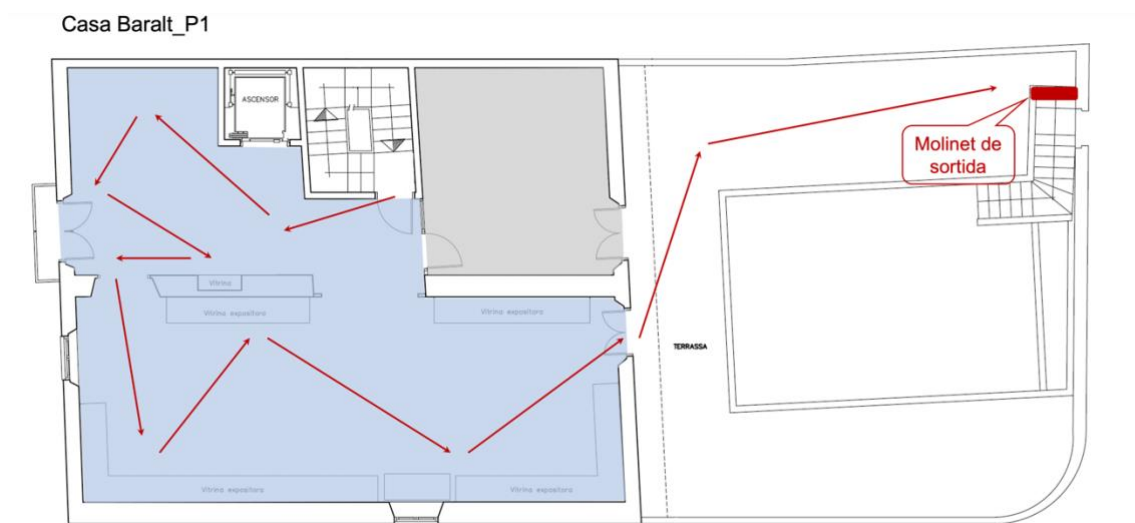 Casa Baralt_P1
ASCENSOR
Molinet de
sortida
Vitrina
Vitrina expositora
Vitrina expositora
TERRASSA
Vitrina expositora
Vitrina expositora